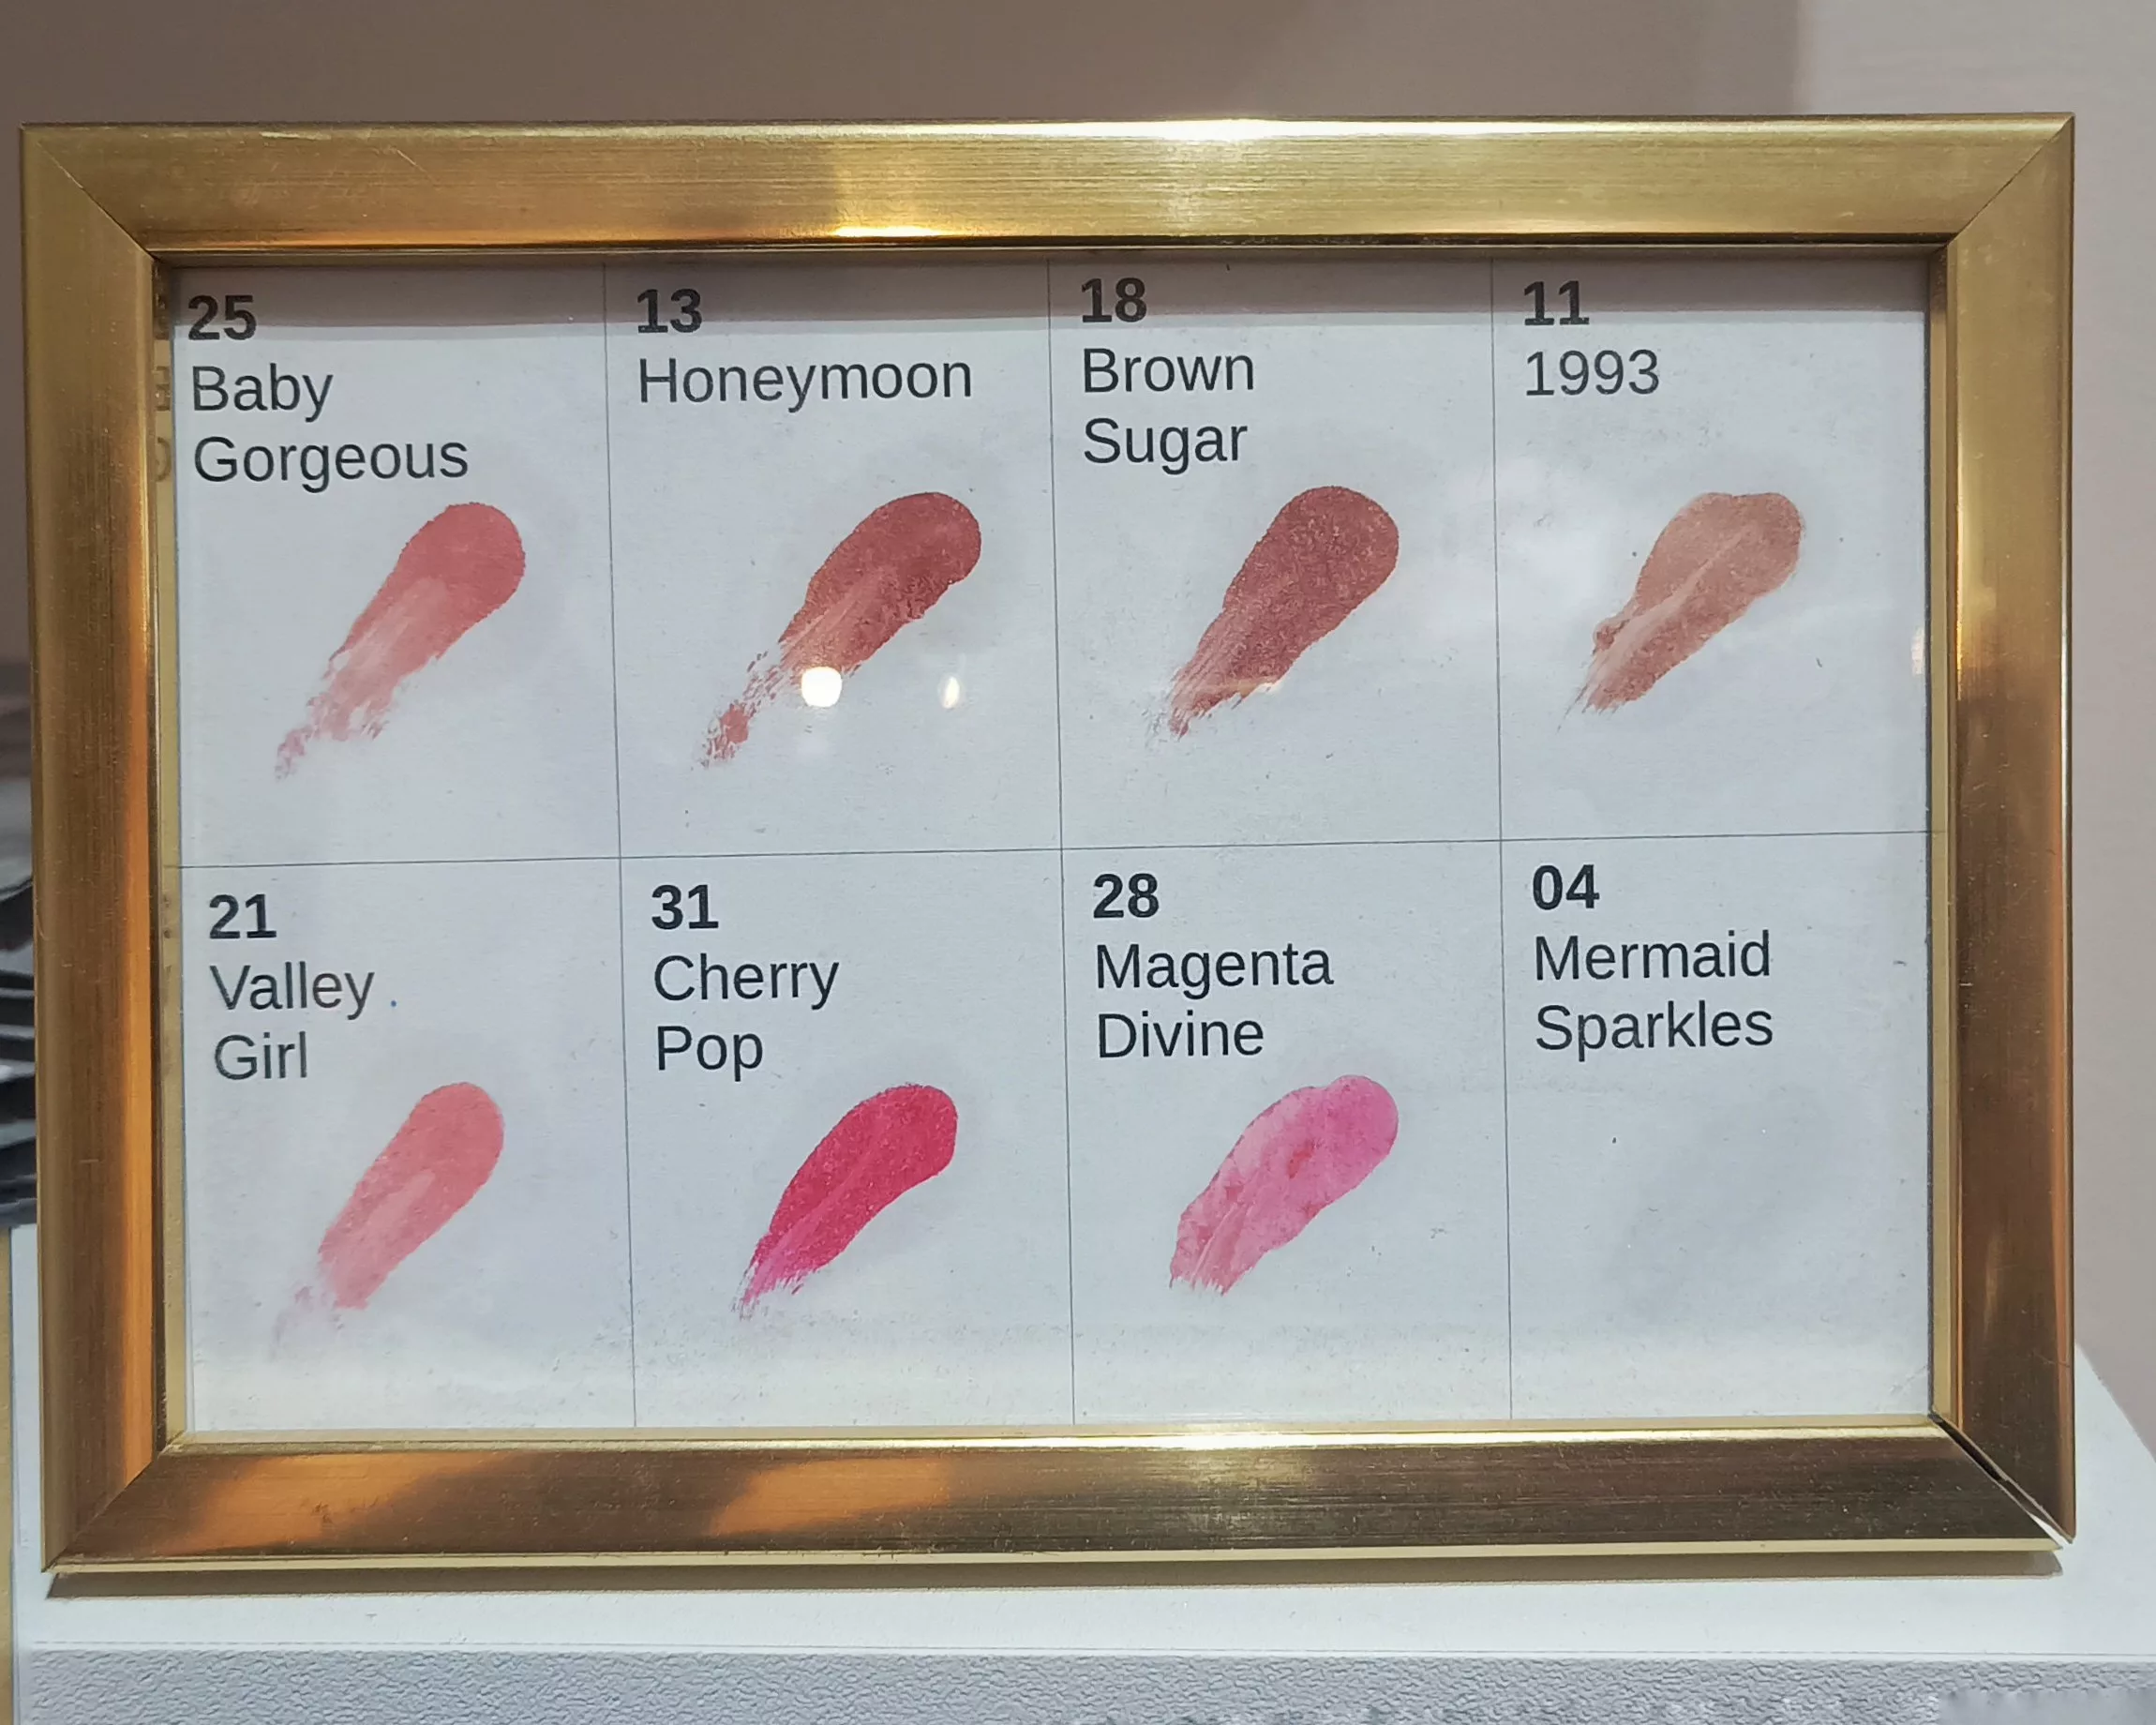 25
Baby
Gorgeous
13
Honeymoon
18
Brown
Sugar
11
1993
21
Valley
Girl
31
Cherry
Pop
28
Magenta
Divine
04
Mermaid
Sparkles